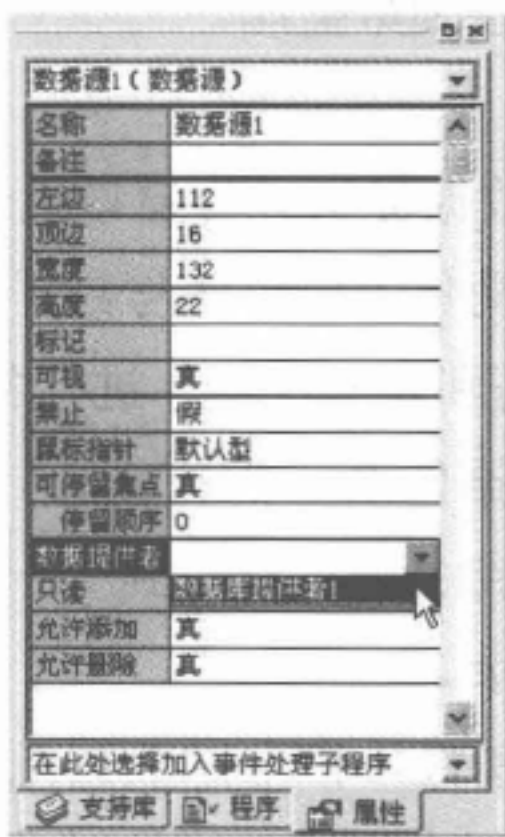 数据源1(数据源)
名称 数据源1
备注
左边 112
顶边 16
宽度 132
高度 22
标记
可视 真
禁止 假
鼠标指针 默认型
可停留焦点 真
停留顺序 0
数据提供者
只读 数据库提供者1
允许添加 真
允许删除 真
在此处选择加入事件处理子程序
支持库 程序 属性